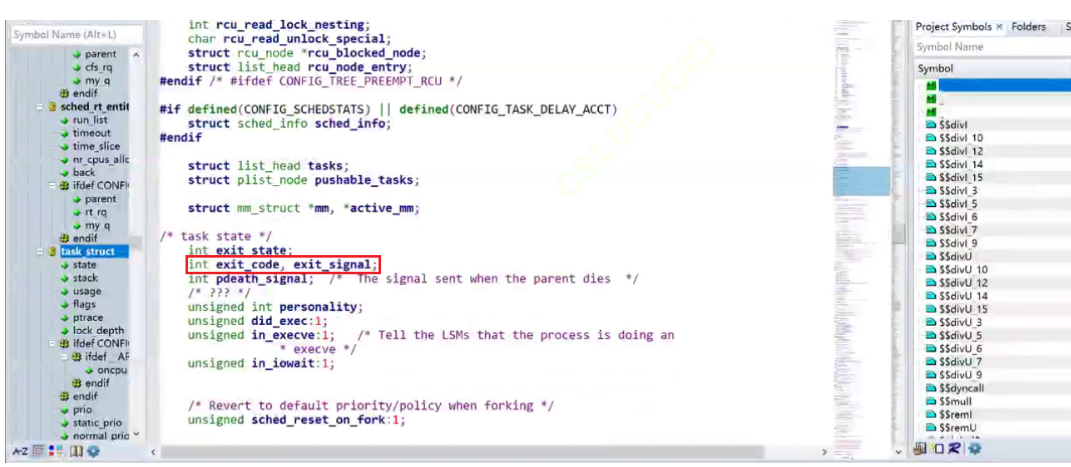 Symbol Name (Alt+L)
parent
cfs_rq
my_q
endif
sched_rt_entit
run_list
timeout
time_slice
nr_cpus_allc
back
ifdef CONFI
parent
rt_rq
my_q
endif
task_struct
state
stack
usage
flags
ptrace
lock_depth
ifdef CONFI
ifdef __AF
oncpu
endif
endif
prio
static_prio
normal_prio
A-Z
int rcu_read_lock_nesting;
char rcu_read_unlock_special;
struct rcu_node *rcu_blocked_node;
struct list_head rcu_node_entry;
#endif /* #ifdef CONFIG_TREE_PREEMPT_RCU */
#if defined(CONFIG_SCHEDSTATS) || defined(CONFIG_TASK_DELAY_ACCT)
struct sched_info sched_info;
#endif
struct list_head tasks;
struct plist_node pushable_tasks;
struct mm_struct *mm, *active_mm;
/* task state */
int exit_state;
int exit_code, exit_signal;
int pdeath_signal; /* The signal sent when the parent dies */
/* ??? */
unsigned int personality;
unsigned did_exec:1;
unsigned in_execve:1; /* Tell the LSMs that the process is doing an
* execve */
unsigned in_iowait:1;
/* Revert to default priority/policy when forking */
unsigned sched_reset_on_fork:1;
Project Symbols × Folders S
Symbol Name
Symbol
$$divI
$$divI_10
$$divI_12
$$divI_14
$$divI_15
$$divI_3
$$divI_5
$$divI_6
$$divI_7
$$divI_9
$$divU
$$divU_10
$$divU_12
$$divU_14
$$divU_15
$$divU_3
$$divU_5
$$divU_6
$$divU_7
$$divU_9
$$dyncall
$$mulI
$$remI
$$remU